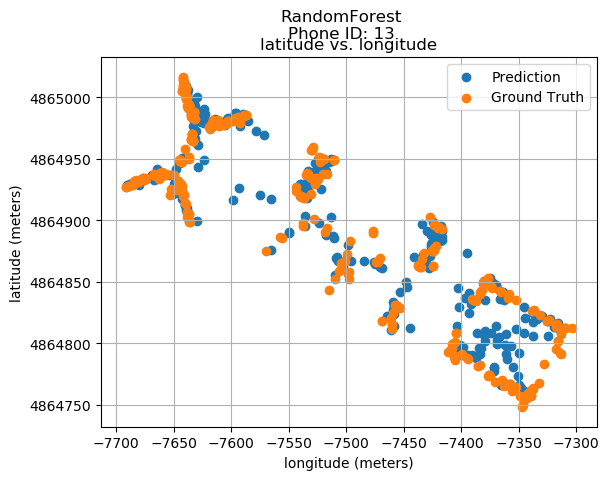 RandomForest
Phone ID: 13
latitude vs. longitude
Prediction
Ground Truth
4865000
4864950
4864900
4864850
4864800
4864750
−7700 −7650 −7600 −7550 −7500 −7450 −7400 −7350 −7300
longitude (meters)
latitude (meters)